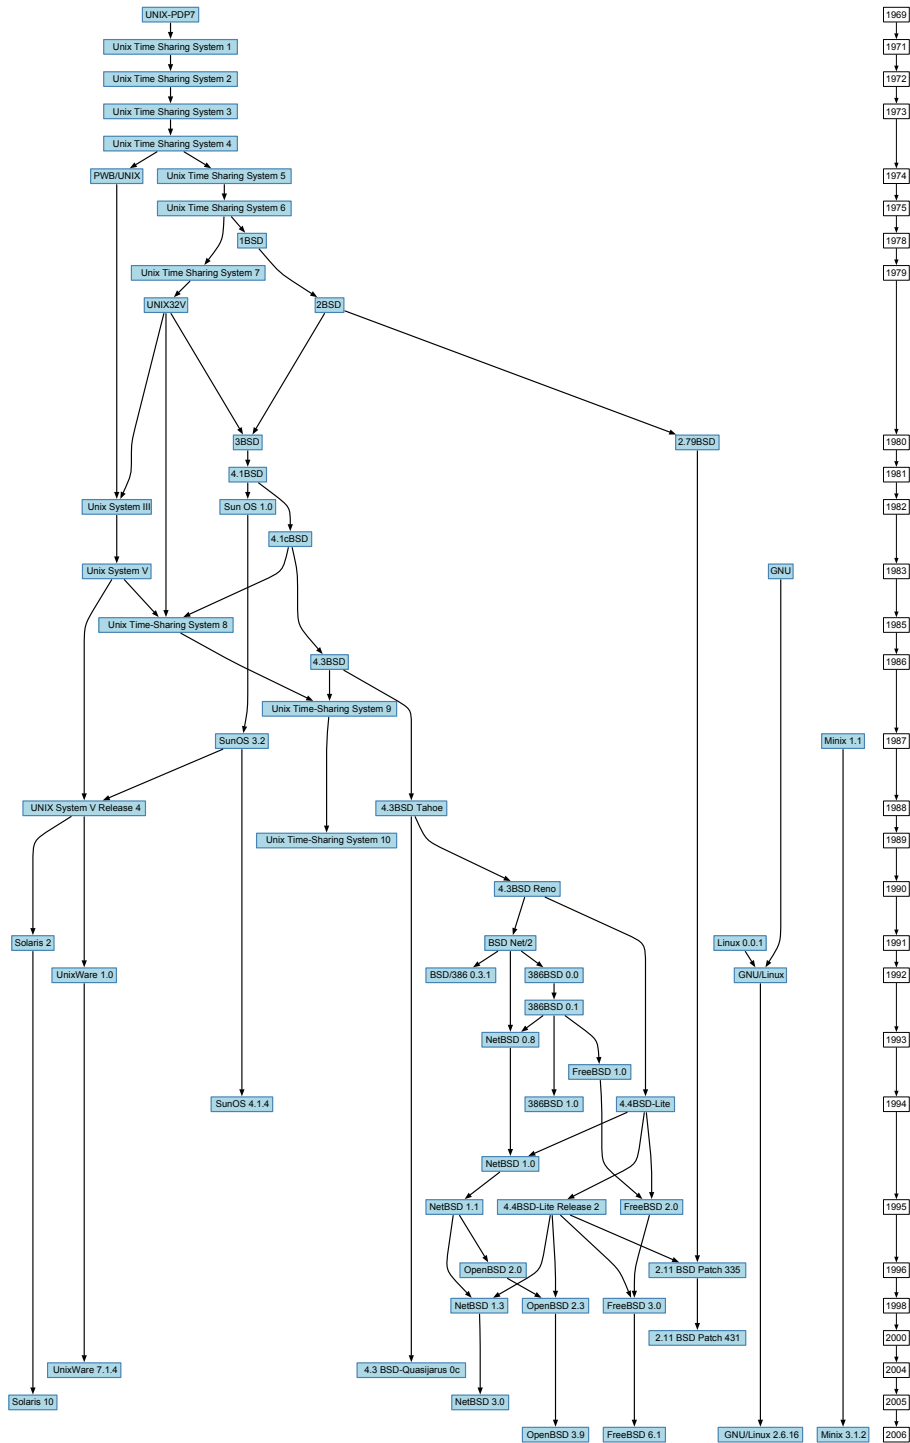 UNIX-PDP7 1969
Unix Time Sharing System 1 1971
Unix Time Sharing System 2 1972
Unix Time Sharing System 3 1973
Unix Time Sharing System 4
PWB/UNIX Unix Time Sharing System 5 1974
Unix Time Sharing System 6 1975
1BSD 1978
Unix Time Sharing System 7 1979
UNIX32V 2BSD
3BSD 2.79BSD 1980
4.1BSD 1981
Unix System III Sun OS 1.0 1982
4.1cBSD
Unix System V GNU 1983
Unix Time-Sharing System 8 1985
4.3BSD 1986
Unix Time-Sharing System 9
SunOS 3.2 Minix 1.1 1987
UNIX System V Release 4 4.3BSD Tahoe 1988
Unix Time-Sharing System 10 1989
4.3BSD Reno 1990
Solaris 2 BSD Net/2 Linux 0.0.1 1991
UnixWare 1.0 BSD/386 0.3.1 386BSD 0.0 GNU/Linux 1992
386BSD 0.1
NetBSD 0.8 1993
FreeBSD 1.0
SunOS 4.1.4 386BSD 1.0 4.4BSD-Lite 1994
NetBSD 1.0
NetBSD 1.1 4.4BSD-Lite Release 2 FreeBSD 2.0 1995
OpenBSD 2.0 2.11 BSD Patch 335 1996
NetBSD 1.3 OpenBSD 2.3 FreeBSD 3.0 1998
2.11 BSD Patch 431 2000
UnixWare 7.1.4 4.3 BSD-Quasijarus 0c 2004
Solaris 10 NetBSD 3.0 2005
OpenBSD 3.9 FreeBSD 6.1 GNU/Linux 2.6.16 Minix 3.1.2 2006